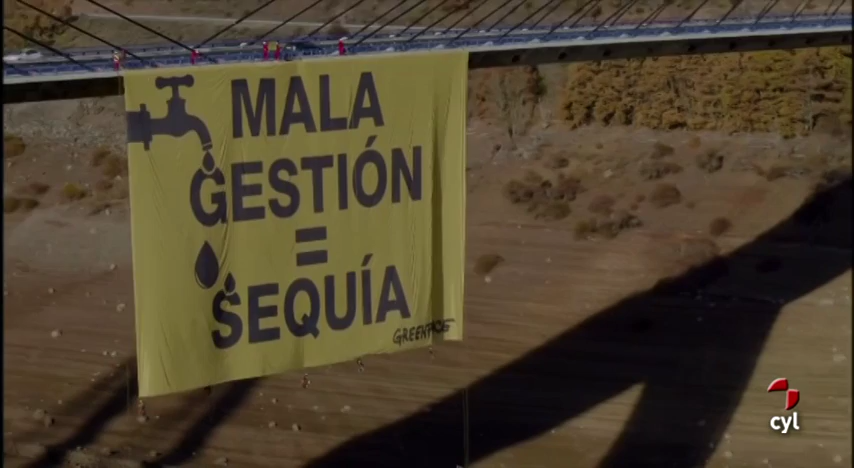 MALA
GESTIÓN
=
SEQUÍA
GREENPEACE
cyl